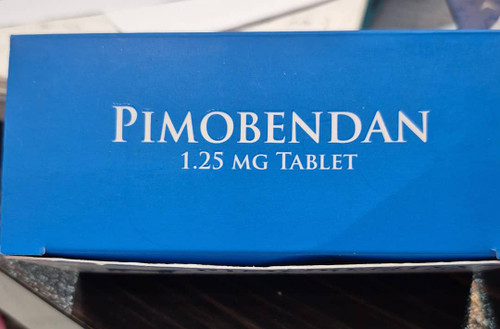 PIMOBENDAN
1.25 MG TABLET